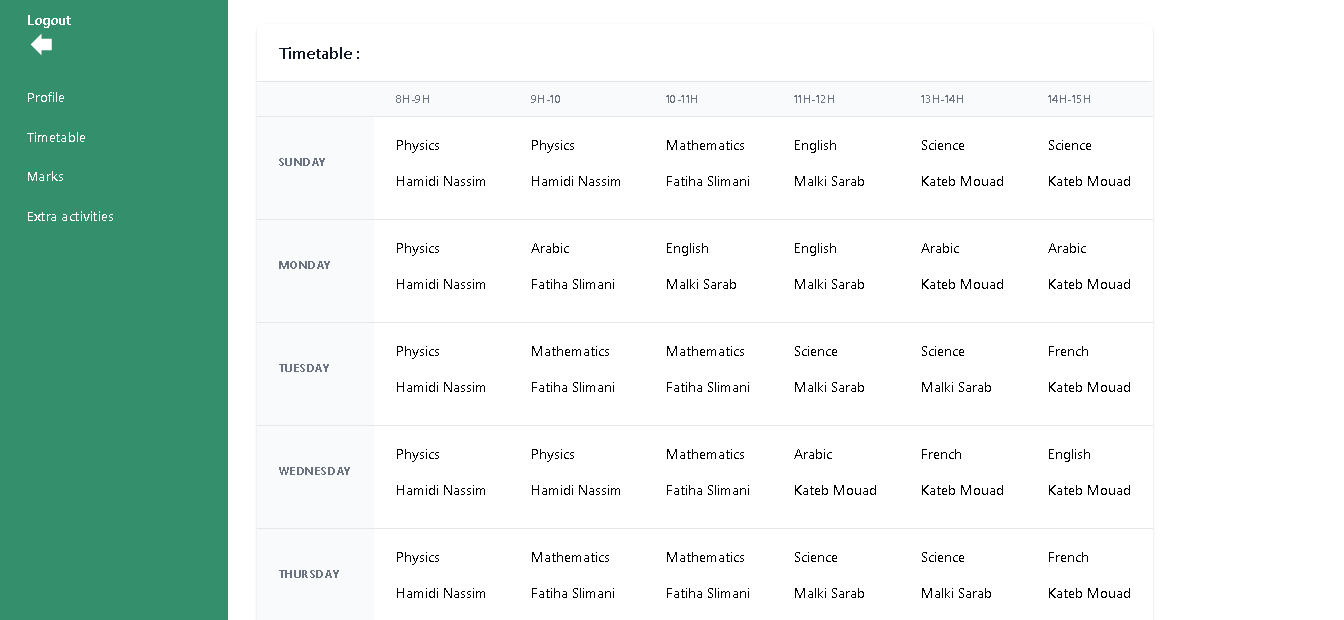 Logout
Profile
Timetable
Marks
Extra activities
Timetable :
8H-9H 9H-10 10-11H 11H-12H 13H-14H 14H-15H
SUNDAY
Physics Physics Mathematics English Science Science
Hamidi Nassim Hamidi Nassim Fatiha Slimani Malki Sarab Kateb Mouad Kateb Mouad
MONDAY
Physics Arabic English English Arabic Arabic
Hamidi Nassim Fatiha Slimani Malki Sarab Malki Sarab Kateb Mouad Kateb Mouad
TUESDAY
Physics Mathematics Mathematics Science Science French
Hamidi Nassim Fatiha Slimani Fatiha Slimani Malki Sarab Malki Sarab Kateb Mouad
WEDNESDAY
Physics Physics Mathematics Arabic French English
Hamidi Nassim Hamidi Nassim Fatiha Slimani Kateb Mouad Kateb Mouad Kateb Mouad
THURSDAY
Physics Mathematics Mathematics Science Science French
Hamidi Nassim Fatiha Slimani Fatiha Slimani Malki Sarab Malki Sarab Kateb Mouad